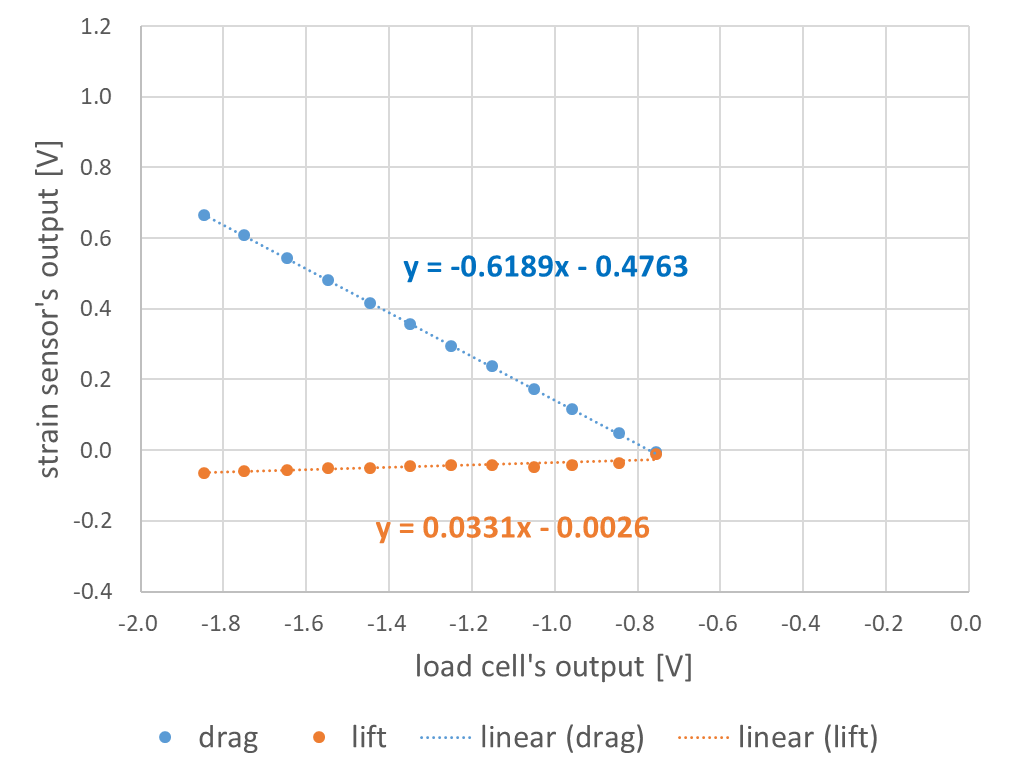 1.2
1.0
0.8
0.6
0.4
0.2
0.0
-0.2
-0.4
strain sensor's output [V]
y = -0.6189x - 0.4763
y = 0.0331x - 0.0026
-2.0 -1.8 -1.6 -1.4 -1.2 -1.0 -0.8 -0.6 -0.4 -0.2 0.0
load cell's output [V]
drag lift linear (drag) linear (lift)